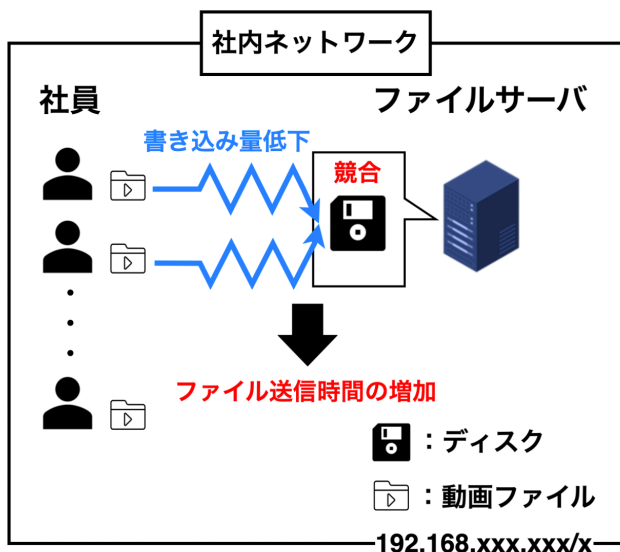 社内ネットワーク
社員
ファイルサーバ
書き込み量低下
競合
ファイル送信時間の増加
：ディスク
：動画ファイル
192.168.xxx.xxx/x